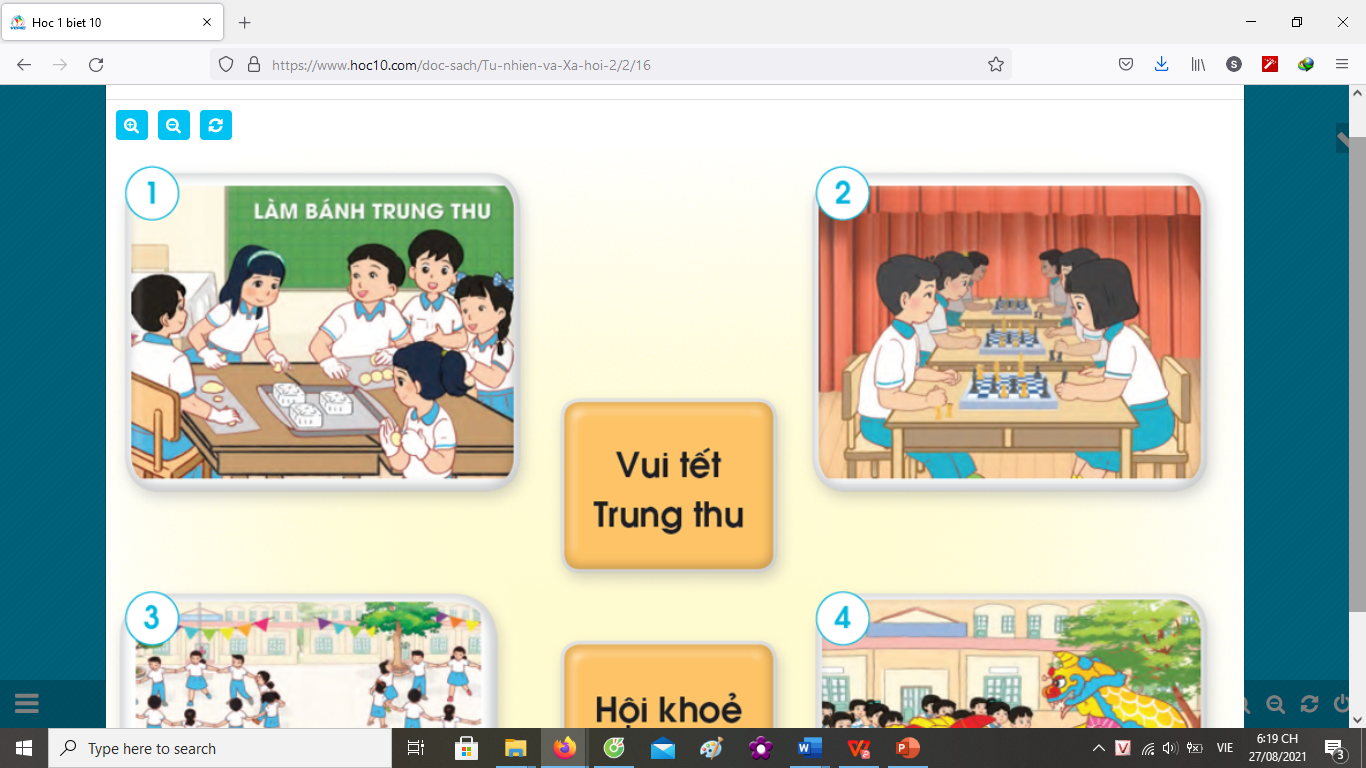 Hoc 1 biet 10
https://www.hoc10.com/doc-sach/Tu-nhien-va-Xa-hoi-2/2/16
1
LÀM BÁNH TRUNG THU
2
Vui tết
Trung thu
3
4
Hội khoẻ
Type here to search
VIE
6:19 CH
27/08/2021
3